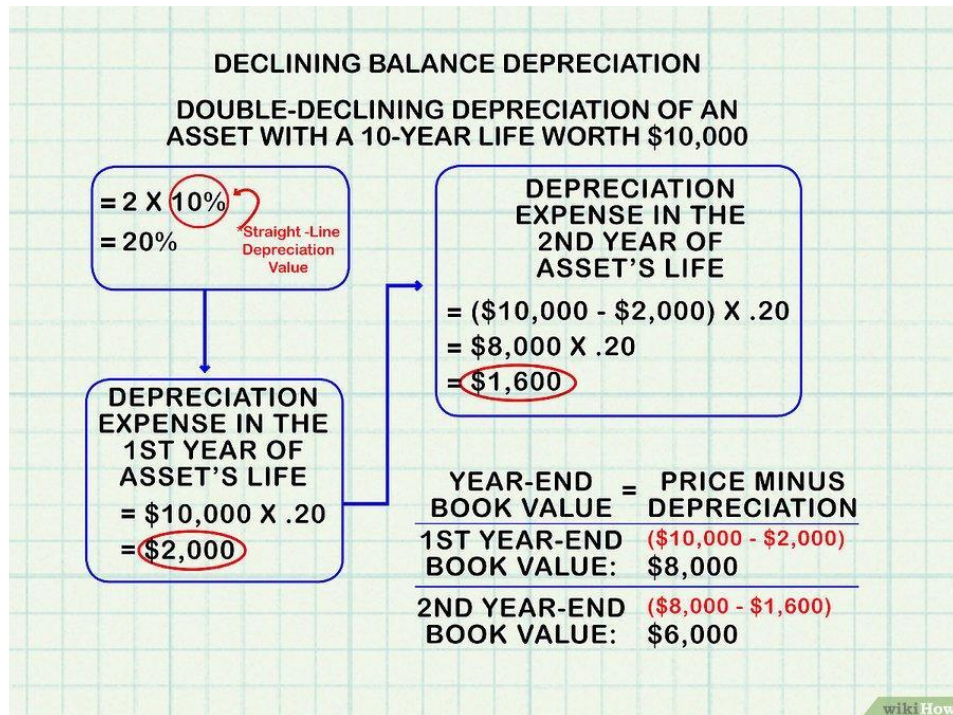 DECLINING BALANCE DEPRECIATION
DOUBLE-DECLINING DEPRECIATION OF AN
ASSET WITH A 10-YEAR LIFE WORTH $10,000
= 2 X 10%
= 20%
*Straight -Line
Depreciation
Value
DEPRECIATION
EXPENSE IN THE
1ST YEAR OF
ASSET'S LIFE
= $10,000 X .20
= $2,000
DEPRECIATION
EXPENSE IN THE
2ND YEAR OF
ASSET'S LIFE
= ($10,000 - $2,000) X .20
= $8,000 X .20
= $1,600
YEAR-END BOOK VALUE = PRICE MINUS DEPRECIATION
1ST YEAR-END ($10,000 - $2,000)
BOOK VALUE: $8,000
2ND YEAR-END ($8,000 - $1,600)
BOOK VALUE: $6,000
wikiHow